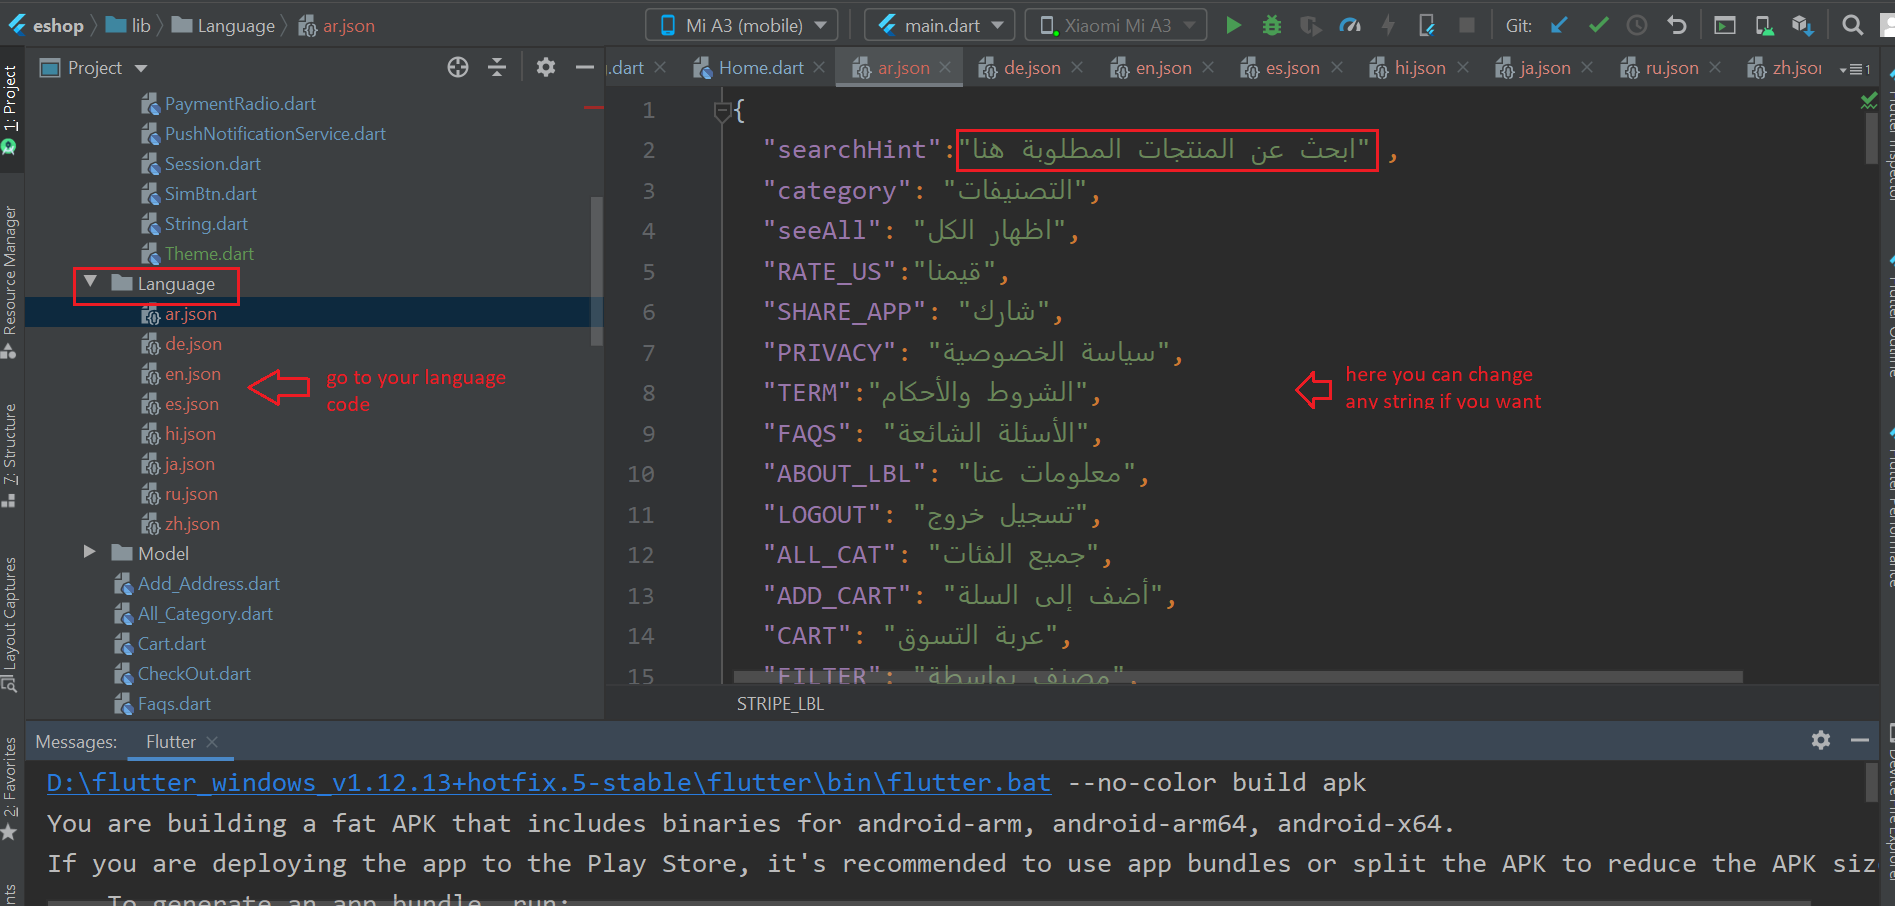 eshop lib Language ar.json Mi A3 (mobile) main.dart Xiaomi Mi A3 Git:
Project
g.dart Home.dart ar.json de.json en.json es.json hi.json ja.json ru.json zh.json 1
1: Project
Resource Manager
7: Structure
Layout Captures
2: Favorites
PaymentRadio.dart
PushNotificationService.dart
Session.dart
SimBtn.dart
String.dart
Theme.dart
Language
ar.json
de.json
en.json
es.json
hi.json
ja.json
ru.json
zh.json
Model
Add_Address.dart
All_Category.dart
Cart.dart
CheckOut.dart
Faqs.dart
go to your language
code
1 {
2 "searchHint":"ابحث عن المنتجات المطلوبة هنا" ,
3 "category": "التصنيفات",
4 "seeAll": "اظهار الكل",
5 "RATE_US":"قيمنا",
6 "SHARE_APP": "شارك",
7 "PRIVACY": "سياسة الخصوصية",
8 "TERM":"الشروط والأحكام",
9 "FAQS": "الأسئلة الشائعة",
10 "ABOUT_LBL": "معلومات عنا",
11 "LOGOUT": "تسجيل خروج",
12 "ALL_CAT": "جميع الفئات",
13 "ADD_CART": "أضف إلى السلة",
14 "CART": "عربة التسوق",
15 "FILTER": "مصنف بواسطة",
here you can change
any string if you want
STRIPE_LBL
Messages: Flutter
D:\flutter_windows_v1.12.13+hotfix.5-stable\flutter\bin\flutter.bat --no-color build apk
You are building a fat APK that includes binaries for android-arm, android-arm64, android-x64.
If you are deploying the app to the Play Store, it's recommended to use app bundles or split the APK to reduce the APK size
To generate an app bundle, run:
Flutter Inspector
Flutter Outline
Flutter Performance
Device File Explorer